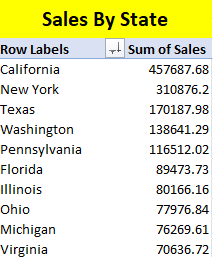 Sales By State
Row Labels Sum of Sales
California 457687.68
New York 310876.2
Texas 170187.98
Washington 138641.29
Pennsylvania 116512.02
Florida 89473.73
Illinois 80166.16
Ohio 77976.84
Michigan 76269.61
Virginia 70636.72